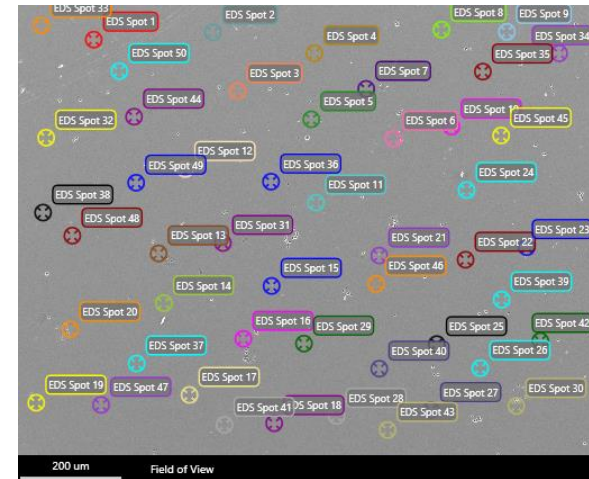 EDS Spot 33
EDS Spot 1
EDS Spot 2
EDS Spot 8
EDS Spot 9
EDS Spot 4
EDS Spot 34
EDS Spot 50
EDS Spot 35
EDS Spot 3
EDS Spot 7
EDS Spot 44
EDS Spot 5
EDS Spot 32
EDS Spot 6
EDS Spot
EDS Spot 45
EDS Spot 12
EDS Spot 49
EDS Spot 36
EDS Spot 24
EDS Spot 11
EDS Spot 38
EDS Spot 48
EDS Spot 31
EDS Spot 13
EDS Spot 21
EDS Spot 22
EDS Spot 23
EDS Spot 15
EDS Spot 46
EDS Spot 14
EDS Spot 39
EDS Spot 20
EDS Spot 16
EDS Spot 29
EDS Spot 25
EDS Spot 42
EDS Spot 37
EDS Spot 40
EDS Spot 26
EDS Spot 19
EDS Spot 47
EDS Spot 17
EDS Spot 41
EDS Spot 18
EDS Spot 28
EDS Spot 43
EDS Spot 27
EDS Spot 30
200 um
Field of View